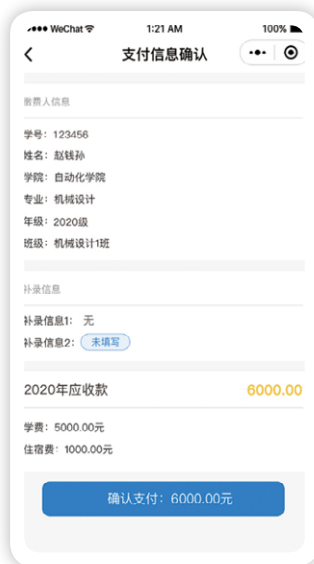 WeChat 1:21 AM 100%
支付信息确认
缴费人信息
学号：123456
姓名：赵钱孙
学院：自动化学院
专业：机械设计
年级：2020级
班级：机械设计1班
补录信息
补录信息1： 无
补录信息2： 未填写
2020年应收款 6000.00
学费：5000.00元
住宿费：1000.00元
确认支付：6000.00元